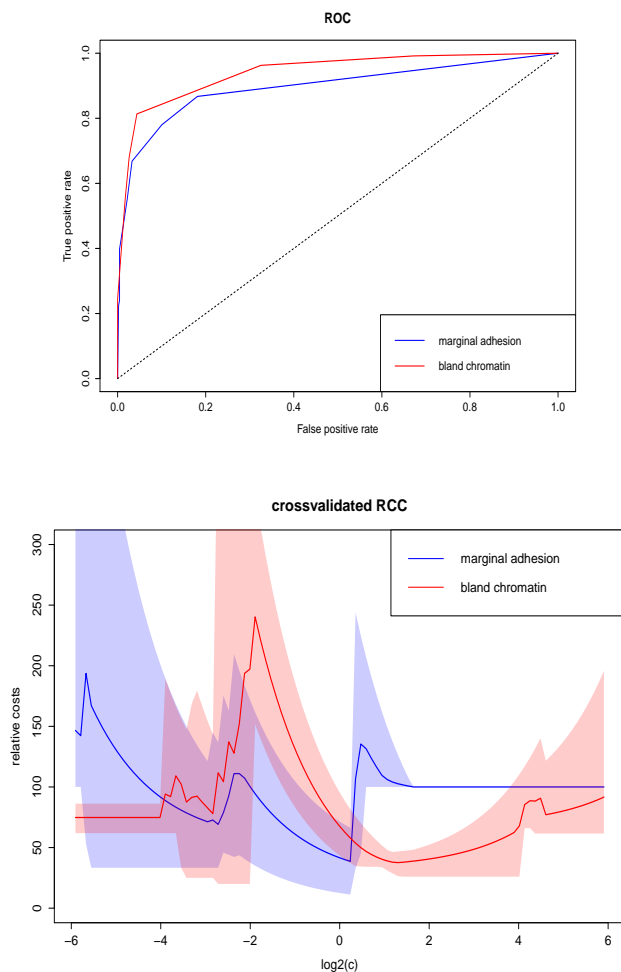 ROC
True positive rate
1.0
0.8
0.6
0.4
0.2
0.0
marginal adhesion
bland chromatin
0.0 0.2 0.4 0.6 0.8 1.0
False positive rate
crossvalidated RCC
relative costs
300
250
200
150
100
50
0
marginal adhesion
bland chromatin
−6 −4 −2 0 2 4 6
log2(c)